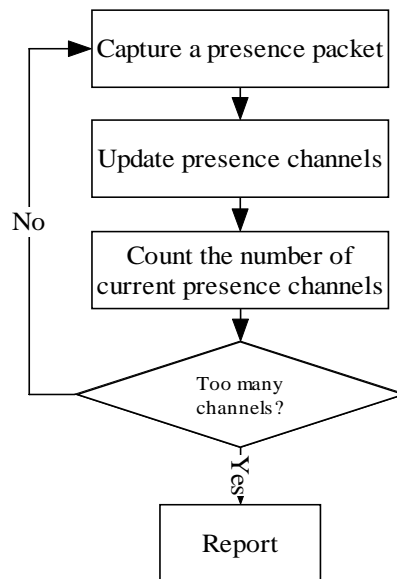 Capture a presence packet
Update presence channels
No
Count the number of
current presence channels
Too many
channels?
Yes
Report